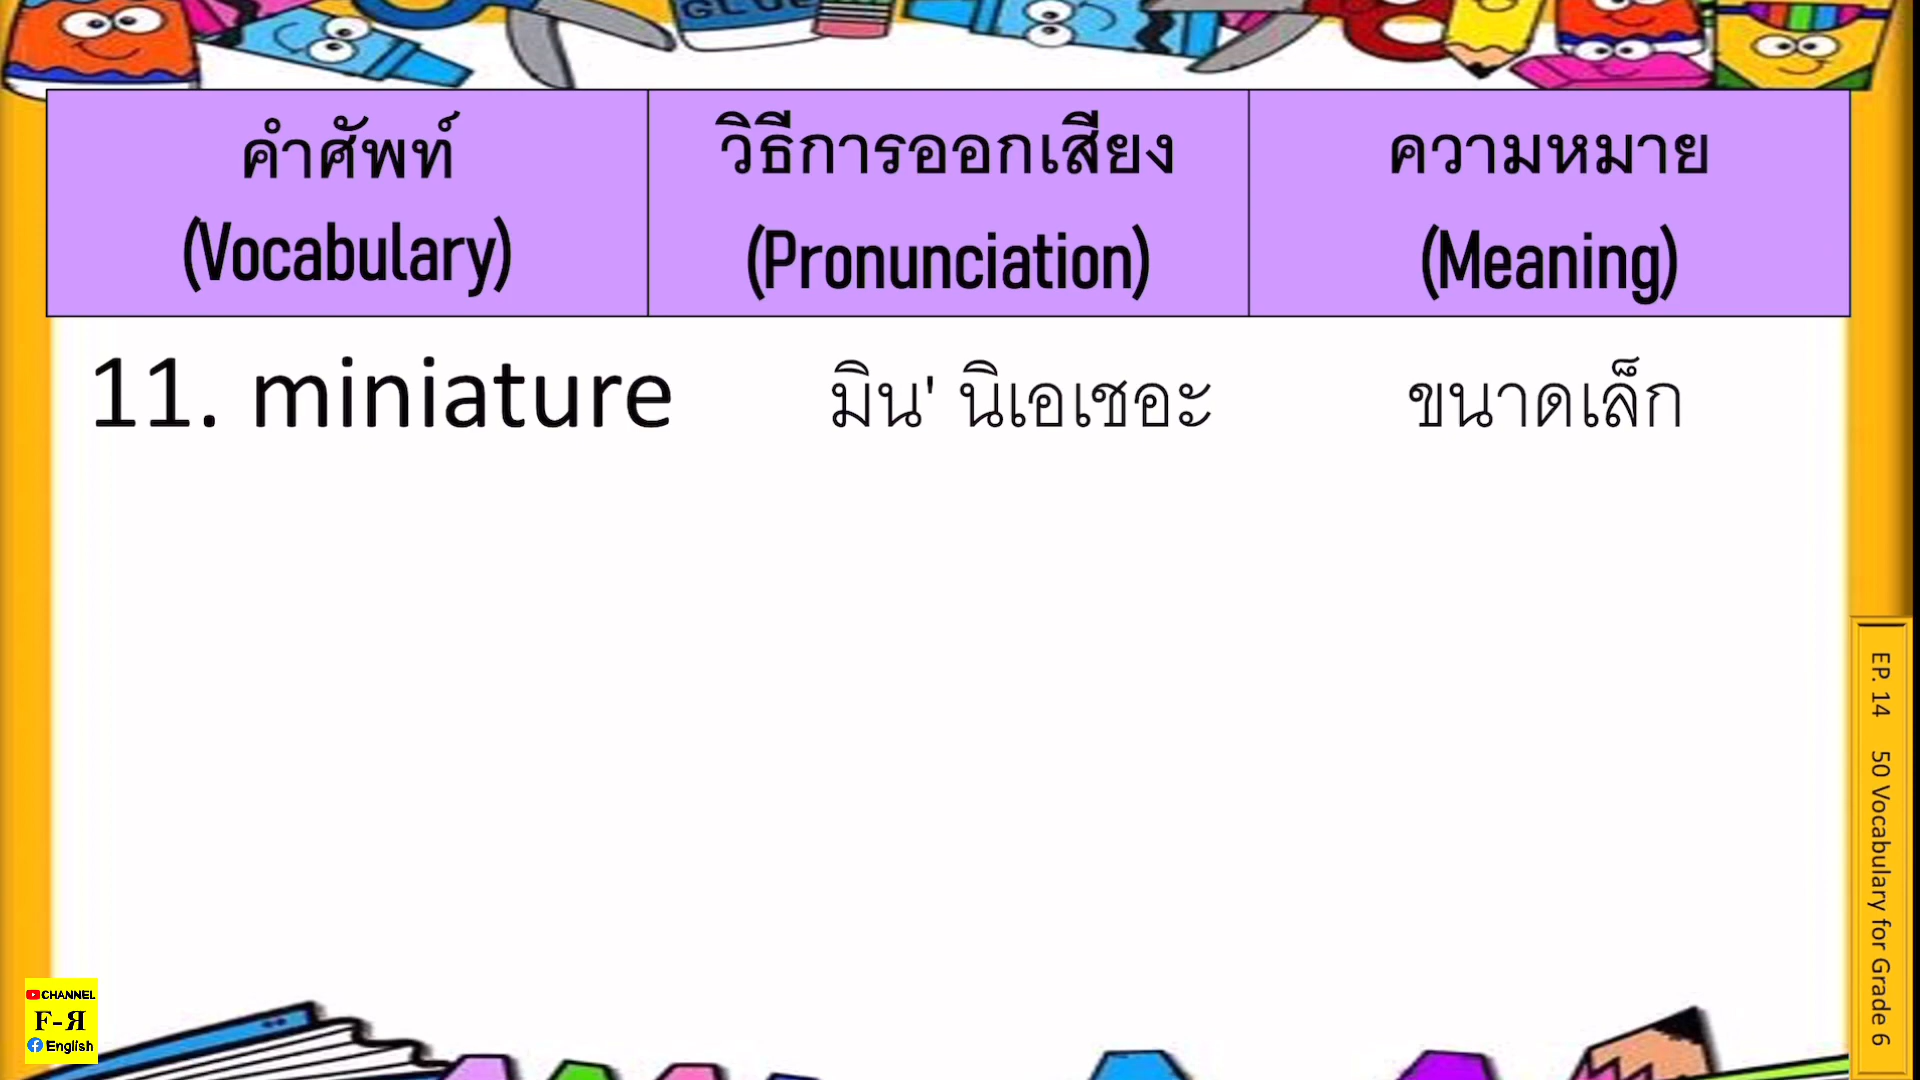 GLUE
คำศัพท์
(Vocabulary)
วิธีการออกเสียง
(Pronunciation)
ความหมาย
(Meaning)
11. miniature
มิน' นิเอเชอะ
ขนาดเล็ก
EP. 14 50 Vocabulary for Grade 6
CHANNEL
F-Я
English